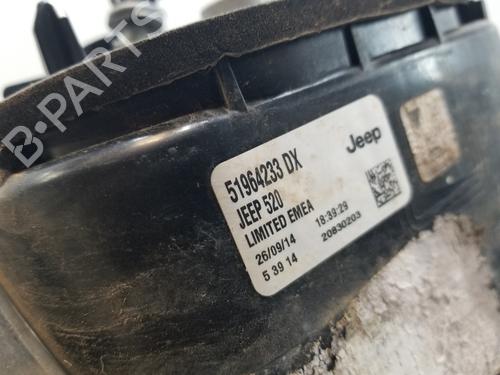 B-PARTS
51964233 DX
Jeep
JEEP 520
LIMITED EMEA
26/09/14 18:39:29
5 39 14 20830203